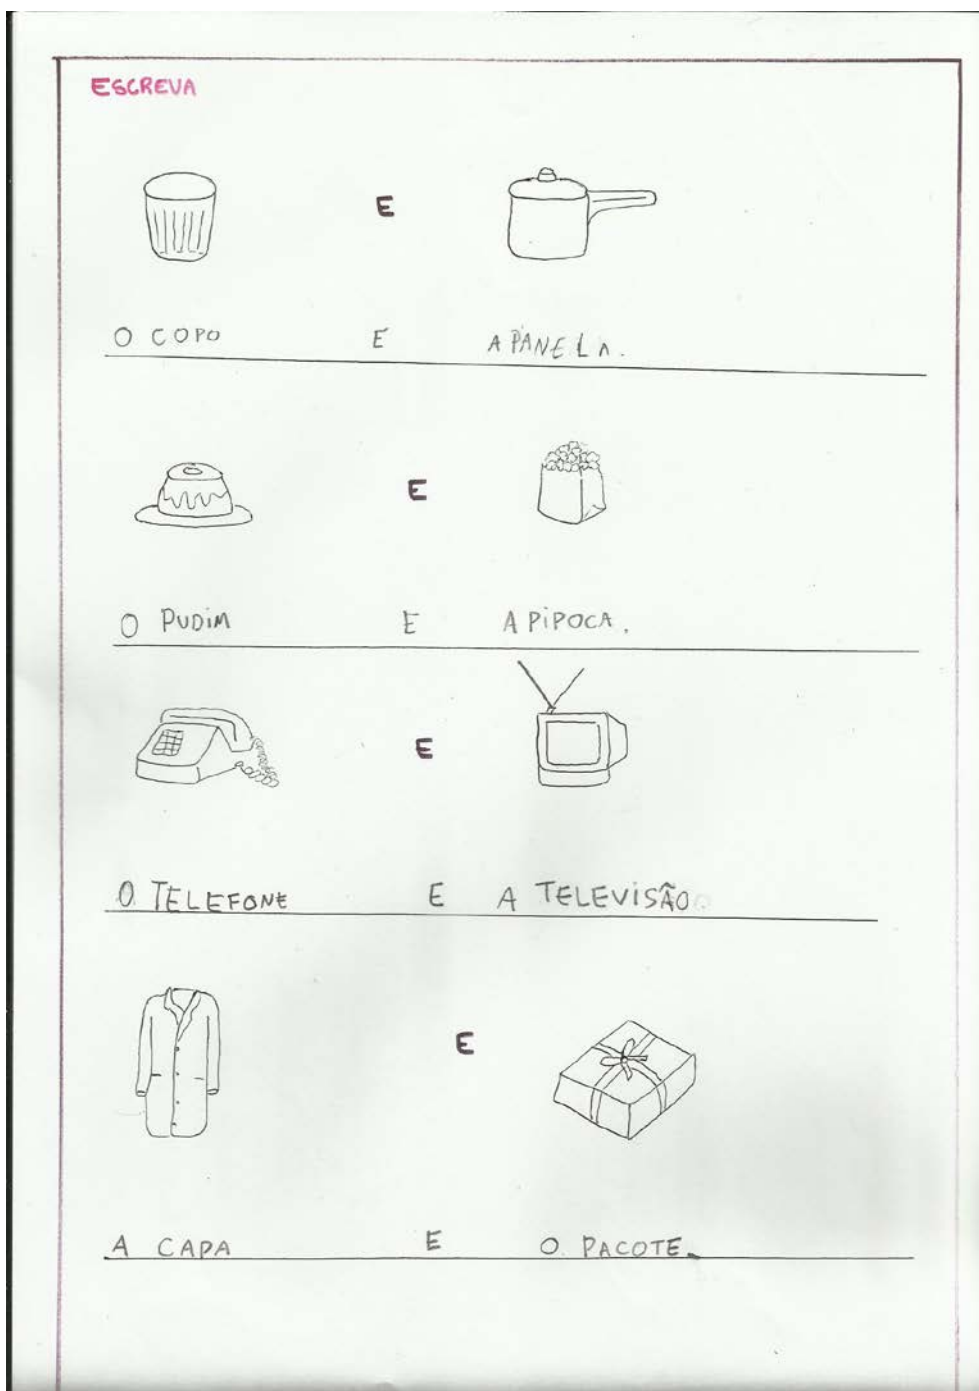 ESCREVA
E
O COPO E A PANELA.
E
O PUDIM E A PIPOCA.
E
O TELEFONE E A TELEVISÃO
E
A CAPA E O PACOTE.